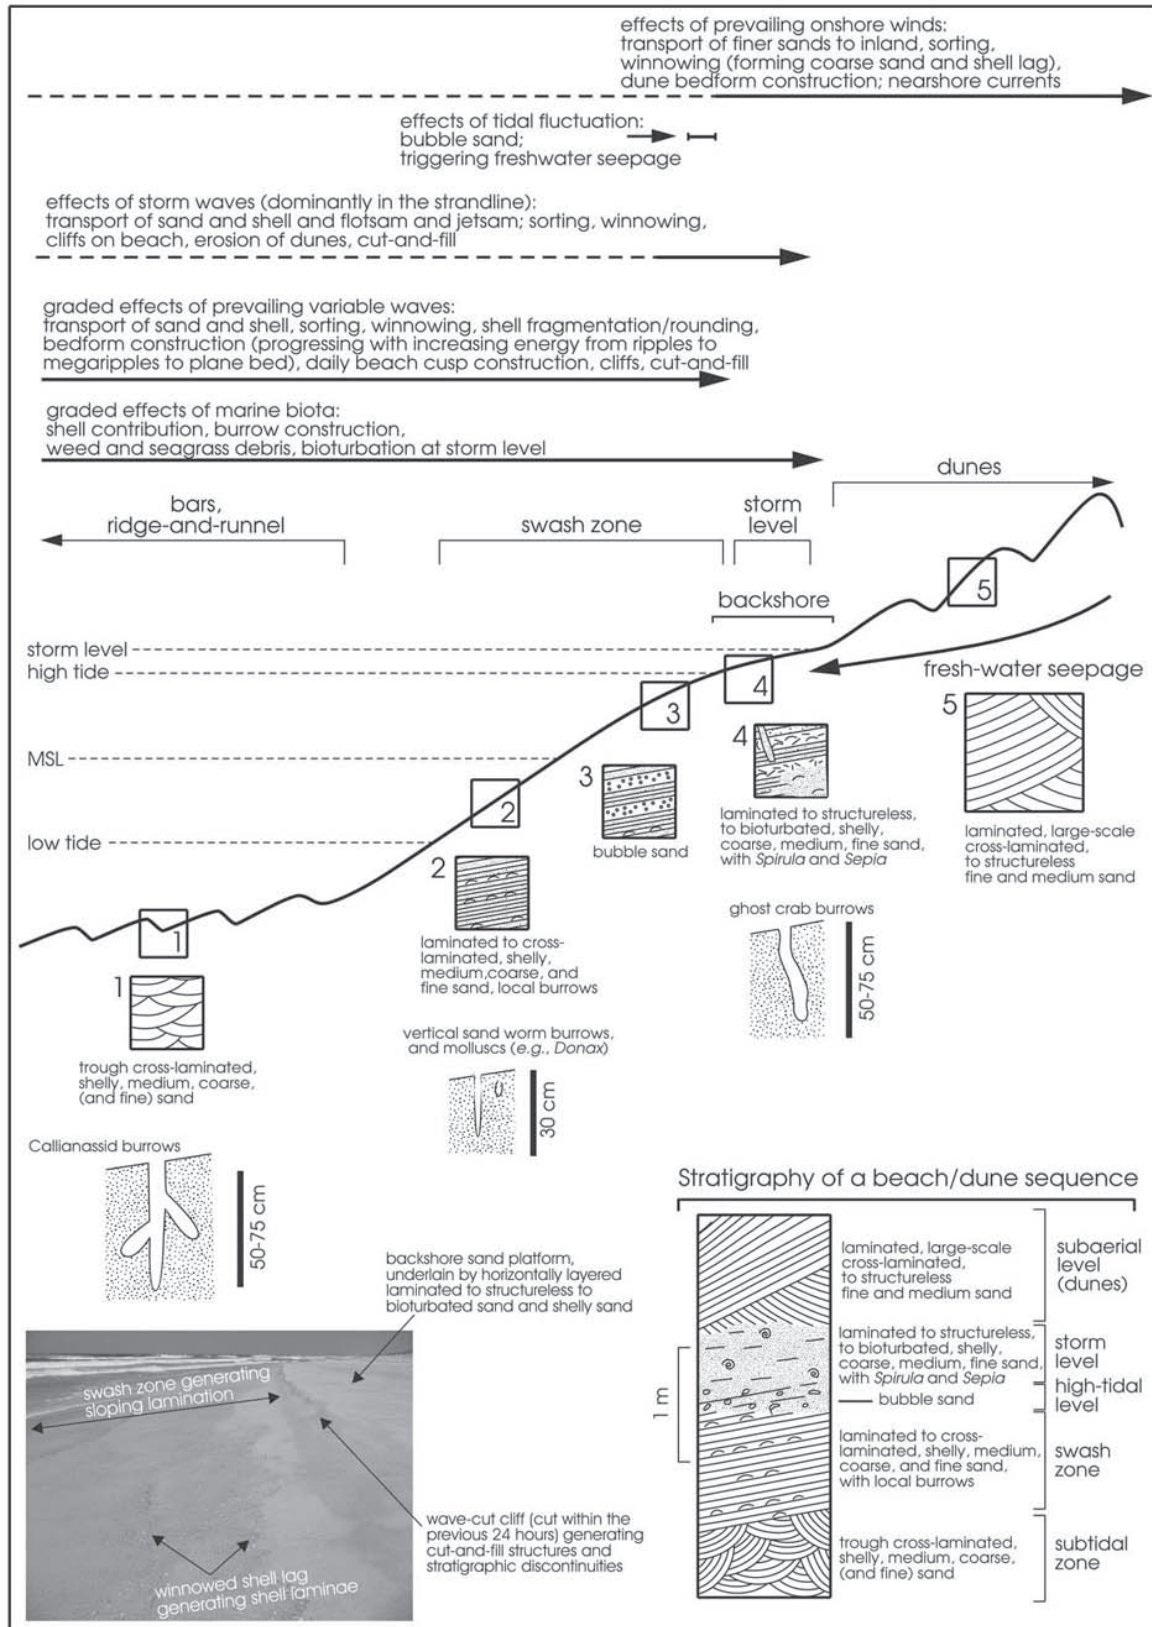 effects of prevailing onshore winds:
transport of finer sands to inland, sorting,
winnowing (forming coarse sand and shell lag),
dune bedform construction; nearshore currents
effects of tidal fluctuation:
bubble sand;
triggering freshwater seepage
effects of storm waves (dominantly in the strandline):
transport of sand and shell and flotsam and jetsam; sorting, winnowing,
cliffs on beach, erosion of dunes, cut-and-fill
graded effects of prevailing variable waves:
transport of sand and shell, sorting, winnowing, shell fragmentation/rounding,
bedform construction (progressing with increasing energy from ripples to
megaripples to plane bed), daily beach cusp construction, cliffs, cut-and-fill
graded effects of marine biota:
shell contribution, burrow construction,
weed and seagrass debris, bioturbation at storm level
dunes
bars,
ridge-and-runnel
swash zone
storm
level
backshore
5
storm level
high tide
4
fresh-water seepage
3
MSL
2
low tide
1
5
laminated, large-scale
cross-laminated,
to structureless
fine and medium sand
4
laminated to structureless,
to bioturbated, shelly,
coarse, medium, fine sand,
with Spirula and Sepia
3
bubble sand
2
laminated to cross-
laminated, shelly,
medium,coarse, and
fine sand, local burrows
1
trough cross-laminated,
shelly, medium, coarse,
(and fine) sand
ghost crab burrows
50-75 cm
vertical sand worm burrows,
and molluscs (e.g., Donax)
30 cm
Callianassid burrows
50-75 cm
backshore sand platform,
underlain by horizontally layered
laminated to structureless to
bioturbated sand and shelly sand
swash zone generating
sloping lamination
wave-cut cliff (cut within the
previous 24 hours) generating
cut-and-fill structures and
stratigraphic discontinuities
winnowed shell lag
generating shell laminae
Stratigraphy of a beach/dune sequence
laminated, large-scale
cross-laminated,
to structureless
fine and medium sand
subaerial
level
(dunes)
laminated to structureless,
to bioturbated, shelly,
coarse, medium, fine sand,
with Spirula and Sepia
storm
level
bubble sand
high-tidal
level
1 m
laminated to cross-
laminated, shelly, medium,
coarse, and fine sand,
with local burrows
swash
zone
trough cross-laminated,
shelly, medium, coarse,
(and fine) sand
subtidal
zone